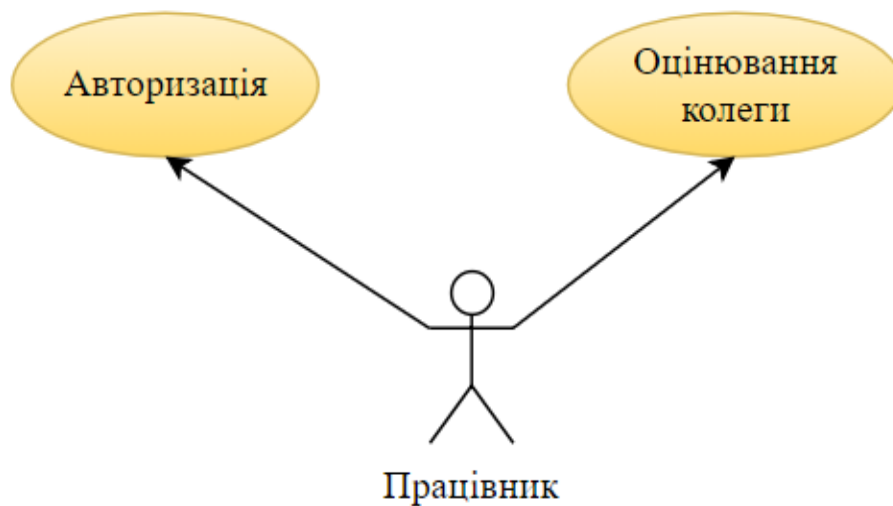 Авторизація
Оцінювання
колеги
Працівник